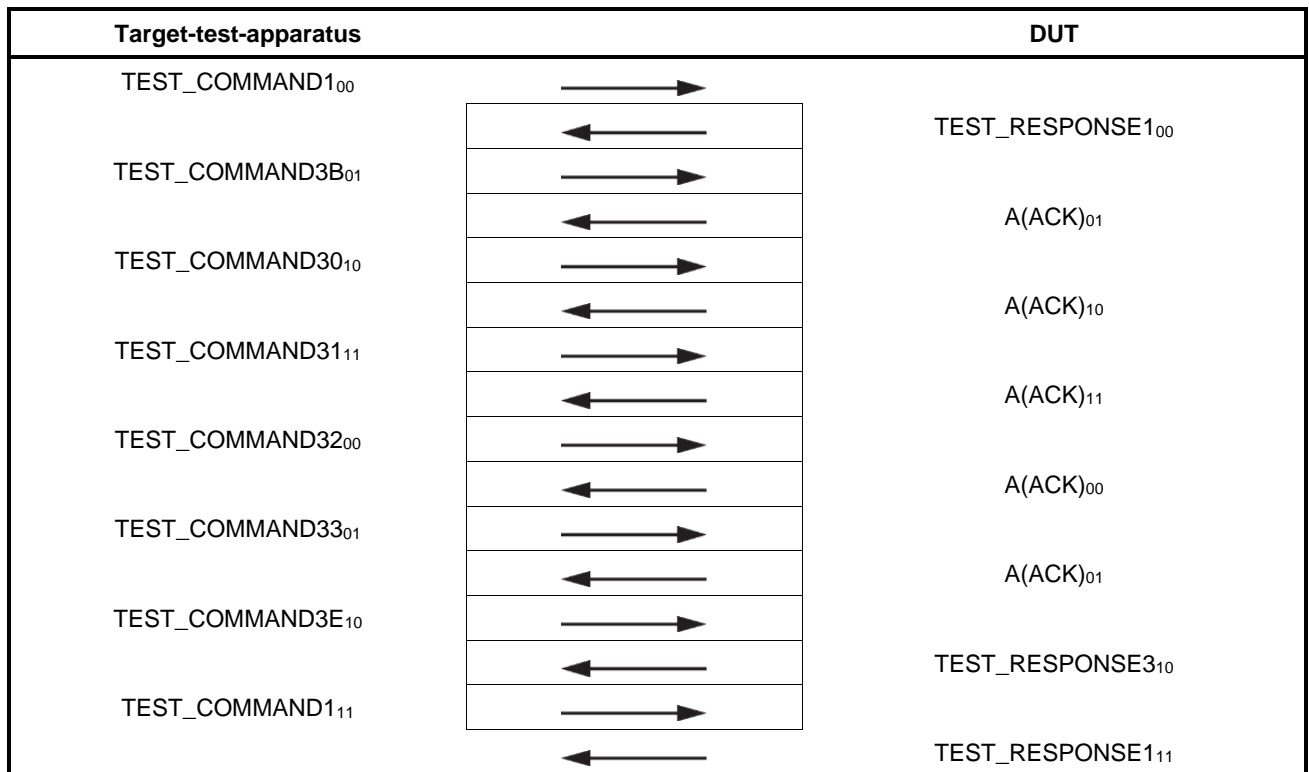 Target-test-apparatus DUT
TEST_COMMAND1₀₀
TEST_RESPONSE1₀₀
TEST_COMMAND3B₀₁
A(ACK)₀₁
TEST_COMMAND30₁₀
A(ACK)₁₀
TEST_COMMAND31₁₁
A(ACK)₁₁
TEST_COMMAND32₀₀
A(ACK)₀₀
TEST_COMMAND33₀₁
A(ACK)₀₁
TEST_COMMAND3E₁₀
TEST_RESPONSE3₁₀
TEST_COMMAND1₁₁
TEST_RESPONSE1₁₁